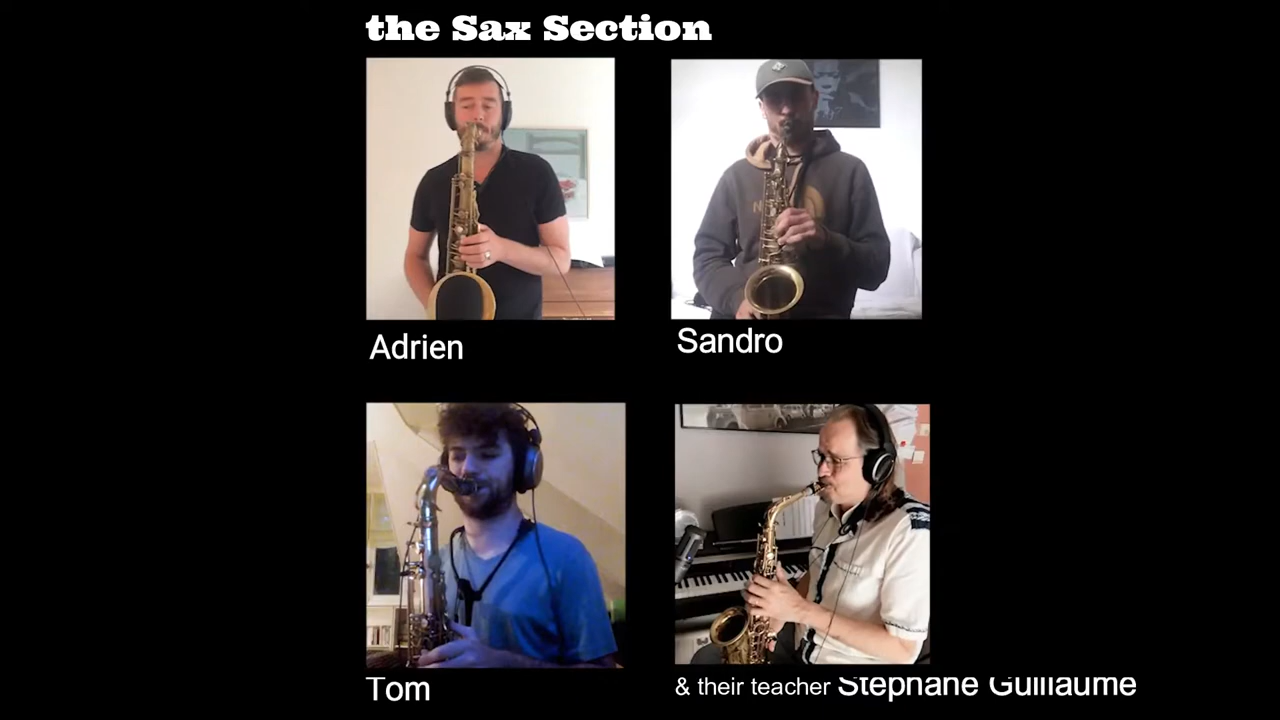 the Sax Section
Adrien
Sandro
Tom
& their teacher Stephane Guillaume